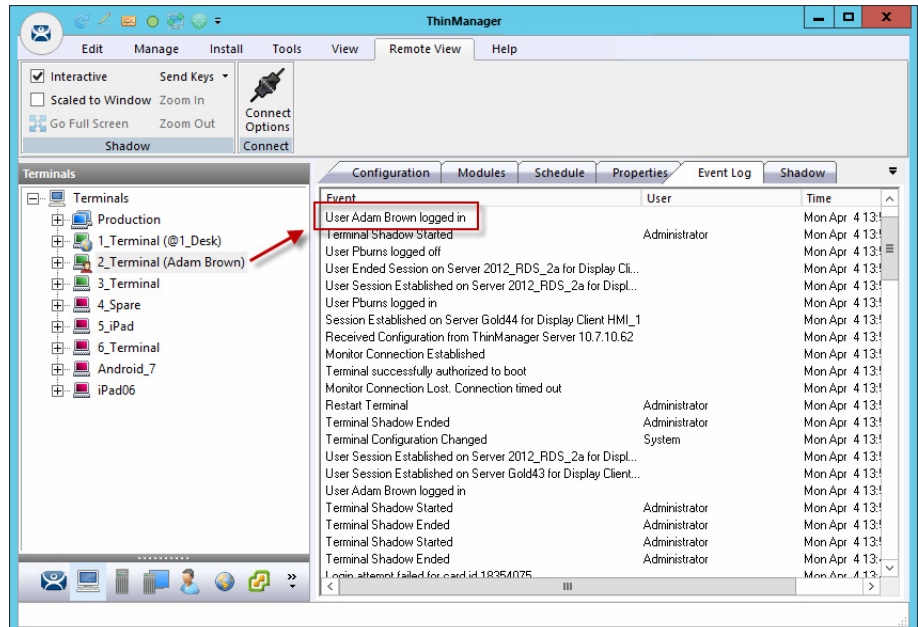 ThinManager
Edit Manage Install Tools View Remote View Help
Interactive Send Keys
Scaled to Window Zoom In
Go Full Screen Zoom Out
Connect Options
Shadow Connect
Terminals
Terminals
Production
1_Terminal (@1_Desk)
2_Terminal (Adam Brown)
3_Terminal
4_Spare
5_iPad
6_Terminal
Android_7
iPad06
Configuration Modules Schedule Properties Event Log Shadow
Event User Time
User Adam Brown logged in Mon Apr 4 13:
Terminal Shadow Started Administrator Mon Apr 4 13:
User Pburns logged off Mon Apr 4 13:
User Ended Session on Server 2012_RDS_2a for Display Cli... Mon Apr 4 13:
User Session Established on Server 2012_RDS_2a for Displ... Mon Apr 4 13:
User Pburns logged in Mon Apr 4 13:
Session Established on Server Gold44 for Display Client HMI_1 Mon Apr 4 13:
Received Configuration from ThinManager Server 10.7.10.62 Mon Apr 4 13:
Monitor Connection Established Mon Apr 4 13:
Terminal successfully authorized to boot Mon Apr 4 13:
Monitor Connection Lost. Connection timed out Mon Apr 4 13:
Restart Terminal Administrator Mon Apr 4 13:
Terminal Shadow Ended Administrator Mon Apr 4 13:
Terminal Configuration Changed System Mon Apr 4 13:
User Session Established on Server 2012_RDS_2a for Displ... Mon Apr 4 13:
User Session Established on Server Gold43 for Display Client... Mon Apr 4 13:
User Adam Brown logged in Mon Apr 4 13:
Terminal Shadow Started Administrator Mon Apr 4 13:
Terminal Shadow Ended Administrator Mon Apr 4 13:
Terminal Shadow Started Administrator Mon Apr 4 13:
Terminal Shadow Ended Administrator Mon Apr 4 13:
Login attempt failed for card id 18354075 Mon Apr 4 13: